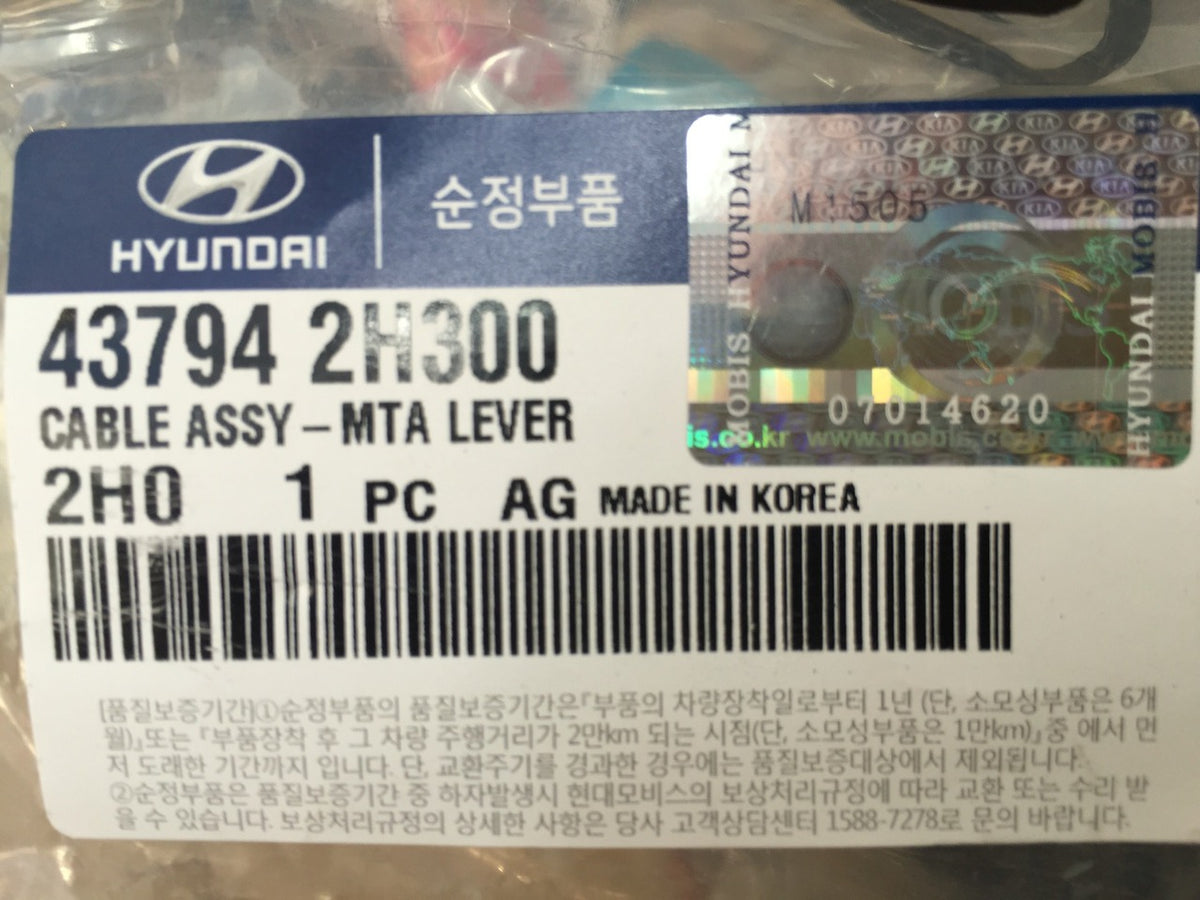 HYUNDAI
순정부품
43794 2H300
CABLE ASSY-MTA LEVER
2H0 1 PC AG MADE IN KOREA
M1505
MOBIS HYUNDAI M
HYUNDAI MOBIS H
KIA
07014620
is.co.kr www.mobis.co.kr
[품질보증기간]①순정부품의 품질보증기간은『부품의 차량장착일로부터 1년 (단, 소모성부품은 6개
월)』또는 『부품장착 후 그 차량 주행거리가 2만km 되는 시점(단, 소모성부품은 1만km)』중 에서 먼
저 도래한 기간까지 입니다. 단, 교환주기를 경과한 경우에는 품질보증대상에서 제외됩니다.
②순정부품은 품질보증기간 중 하자발생시 현대모비스의 보상처리규정에 따라 교환 또는 수리 받
을 수 있습니다. 보상처리규정의 상세한 사항은 당사 고객상담센터 1588-7278로 문의 바랍니다.